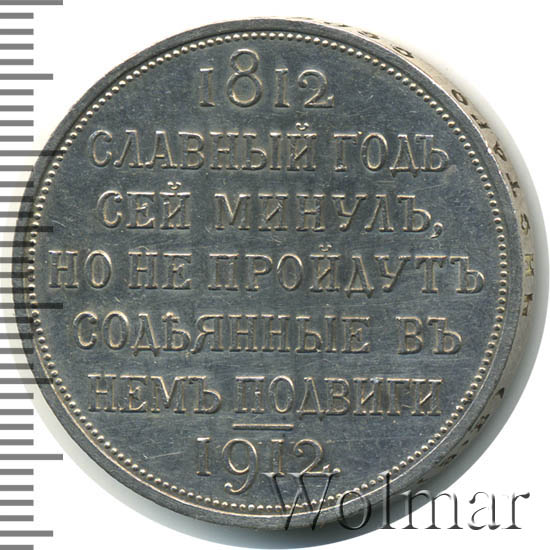 1812
СЛАВНЫЙ ГОДЪ
СЕЙ МИНУЛЪ,
НО НЕ ПРОЙДУТЪ
СОДѢЯННЫЕ ВЪ
НЕМЪ ПОДВИГИ
1912.
Wolmar